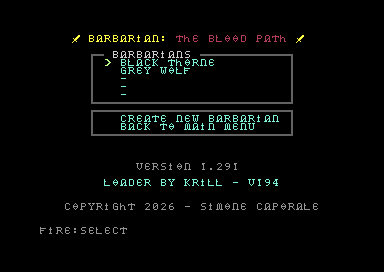 BARBARIAN: THE BLOOD PATH
BARBARIANS
> BLACK THORNE
GREY WOLF
-
-
-
CREATE NEW BARBARIAN
BACK TO MAIN MENU
VERSION 1.291
LOADER BY KRILL - V194
COPYRIGHT 2026 - SIMONE CAPORALE
FIRE:SELECT